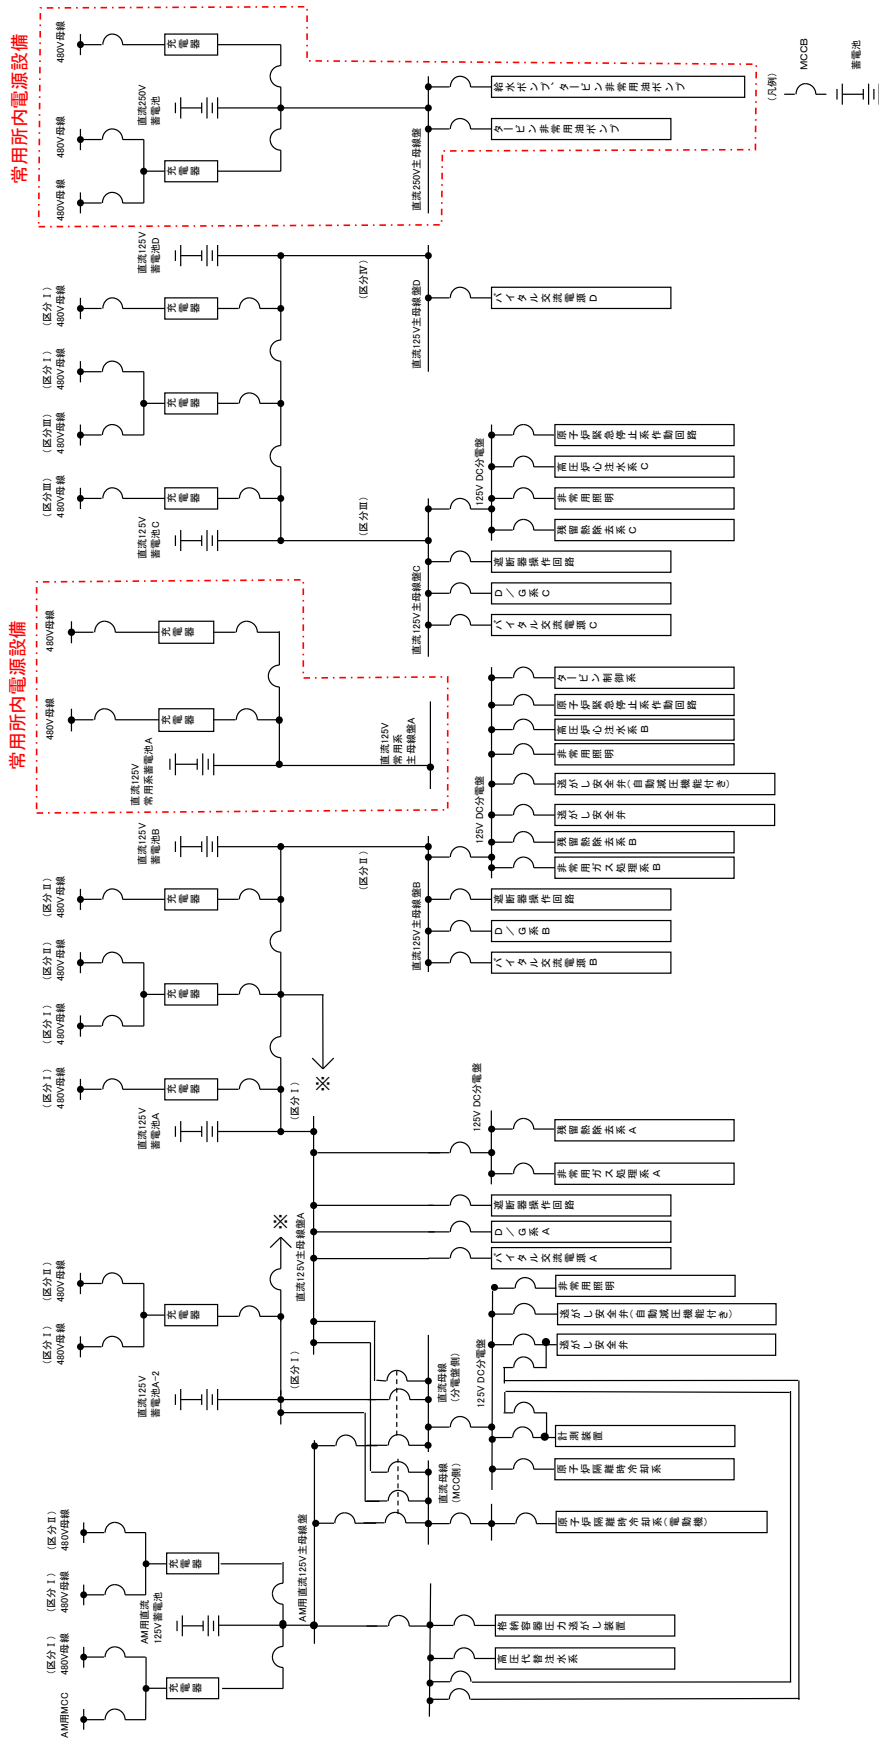 AM用MCC
(区分Ⅰ)
480V母線
(区分Ⅰ)
480V母線
(区分Ⅱ)
480V母線
充電器
AM用直流
125V蓄電池
充電器
AM用直流125V主母線盤
高圧代替注水系
格納容器圧力逃がし装置
(区分Ⅰ)
480V母線
(区分Ⅱ)
480V母線
直流125V
蓄電池A-2
充電器
(区分Ⅰ)
※
直流母線
(MCC側)
直流母線
(分電盤側)
125V DC分電盤
原子炉隔離時冷却系(電動機)
原子炉隔離時冷却系
計測装置
逃がし安全弁
逃がし安全弁(自動減圧機能付き)
非常用照明
(区分Ⅰ)
480V母線
(区分Ⅰ)
480V母線
(区分Ⅱ)
480V母線
(区分Ⅱ)
480V母線
直流125V
蓄電池A
充電器
充電器
充電器
直流125V
蓄電池B
(区分Ⅰ)
※
(区分Ⅱ)
直流125V主母線盤A
バイタル交流電源A
D/G系A
遮断器操作回路
125V DC分電盤
非常用ガス処理系A
残留熱除去系A
直流125V主母線盤B
バイタル交流電源B
D/G系B
遮断器操作回路
125V DC分電盤
非常用ガス処理系B
残留熱除去系B
逃がし安全弁
逃がし安全弁(自動減圧機能付き)
非常用照明
高圧炉心注水系B
原子炉緊急停止系作動回路
タービン制御系
常用所内電源設備
480V母線
480V母線
充電器
充電器
直流125V
常用系蓄電池A
直流125V
常用系
主母線盤A
(区分Ⅲ)
480V母線
(区分Ⅲ)
480V母線
(区分Ⅰ)
480V母線
(区分Ⅰ)
480V母線
直流125V
蓄電池C
充電器
充電器
充電器
直流125V
蓄電池D
(区分Ⅲ)
(区分Ⅳ)
直流125V主母線盤C
バイタル交流電源C
D/G系C
遮断器操作回路
125V DC分電盤
残留熱除去系C
非常用照明
高圧炉心注水系C
原子炉緊急停止系作動回路
直流125V主母線盤D
バイタル交流電源D
常用所内電源設備
480V母線
480V母線
480V母線
充電器
直流250V
蓄電池
充電器
直流250V主母線盤
タービン非常用油ポンプ
給水ポンプ、タービン非常用油ポンプ
(凡例)
MCCB
蓄電池